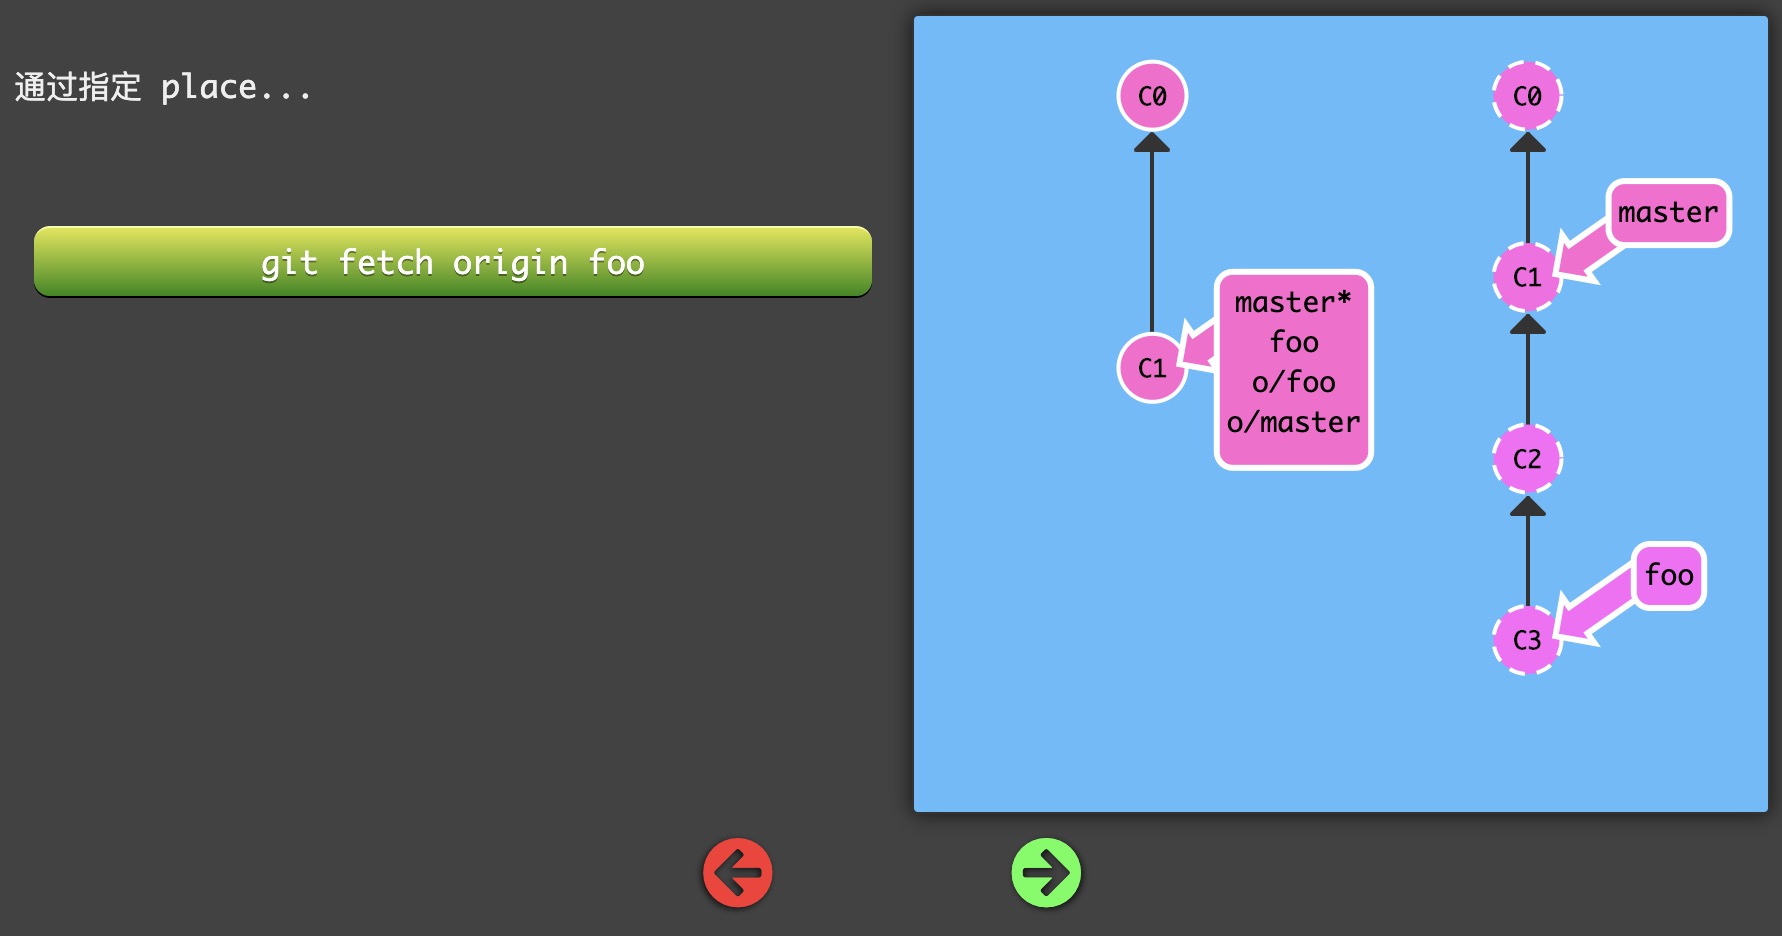 通过指定 place...
git fetch origin foo
C0
C1
master*
foo
o/foo
o/master
C0
master
C1
C2
foo
C3